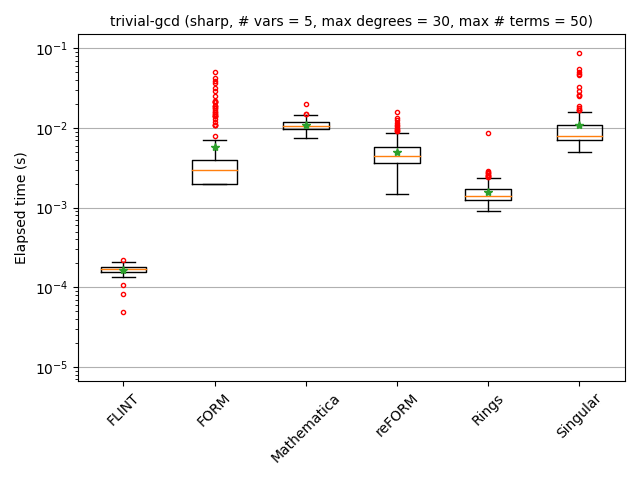 trivial-gcd (sharp, # vars = 5, max degrees = 30, max # terms = 50)
Elapsed time (s)
10⁻¹
10⁻²
10⁻³
10⁻⁴
10⁻⁵
FLINT
FORM
Mathematica
reFORM
Rings
Singular